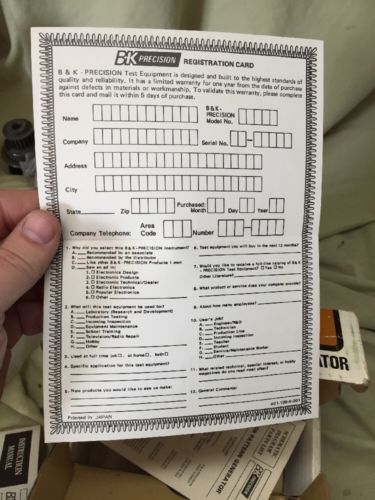 B&K PRECISION REGISTRATION CARD
B & K - PRECISION Test Equipment is designed and built to the highest standards of
quality and reliability. It has a limited warranty for one year from the date of purchase
against defects in materials or workmanship. To validate this warranty, please complete
this card and mail it within 5 days of purchase.
Name
B & K -
PRECISION
Model No.
Company
Serial No.
Address
City
State
Zip
Purchased:
Month
Day
Year
Company Telephone:
Area
Code
Number
1. Why did you select this B & K - PRECISION instrument?
A. Recommended by an associate
B. Recommended by the distributor
C. Like other B & K - PRECISION Products I own
D. Saw an ad in:
1. Electronics Design
2. Electronic Products
3. Electronic Technician/Dealer
4. Radio Electronics
5. Popular Electronics
6. Other
2. What will this test equipment be used for?
A. Laboratory (Research and Development)
B. Production Testing
C. Incoming Inspection
D. Equipment Maintenance
E. School Training
F. Television/Radio Repair
G. Hobby
H. Other
3. Used at full time job, at home, both
4. Specific application for this test equipment?
5. New products you would like to see us make:
6. Test equipment you will buy in the next 12 months?
7. Would you like to receive a full-line catalog of B & K
- PRECISION Test Equipment? Yes No
Other Literature?
8. What product or service does your company provide?
9. About how many employees?
10. User's job?
A. Engineer/R&D
B. Technician
C. Production Line
D. Incoming Inspection
E. Teacher
F. Student
G. Service/Maintenance Worker
H. Other
11. What related technical, special interest, or hobby
magazines do you read most often?
12. General Comments:
Printed in JAPAN
ATOR
INSTRUCTION
MANUAL
PATTERN GENERATOR